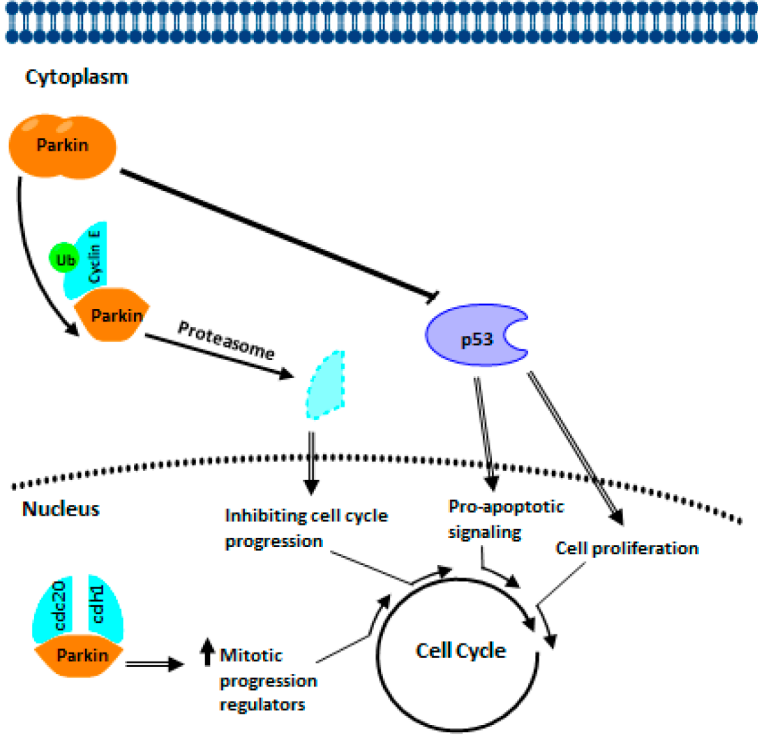 Cytoplasm
Parkin
Ub
Cyclin E
Parkin
Proteasome
p53
Nucleus
Inhibiting cell cycle
progression
Pro-apoptotic
signaling
Cell proliferation
cdc20
cdh1
Parkin
Mitotic
progression
regulators
Cell Cycle